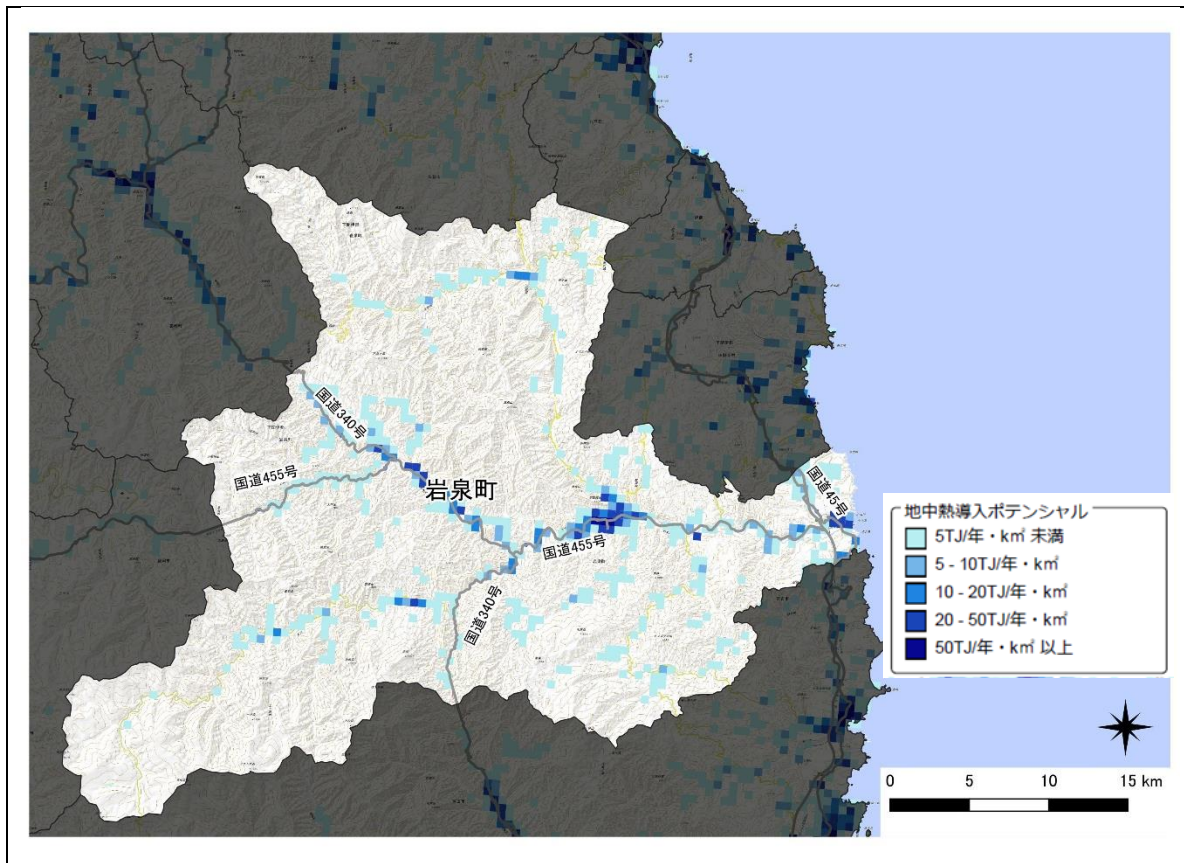 国道340号
国道455号
岩泉町
国道455号
国道340号
国道45号
地中熱導入ポテンシャル
5TJ/年・k㎡ 未満
5 - 10TJ/年・k㎡
10 - 20TJ/年・k㎡
20 - 50TJ/年・k㎡
50TJ/年・k㎡ 以上
0 5 10 15 km